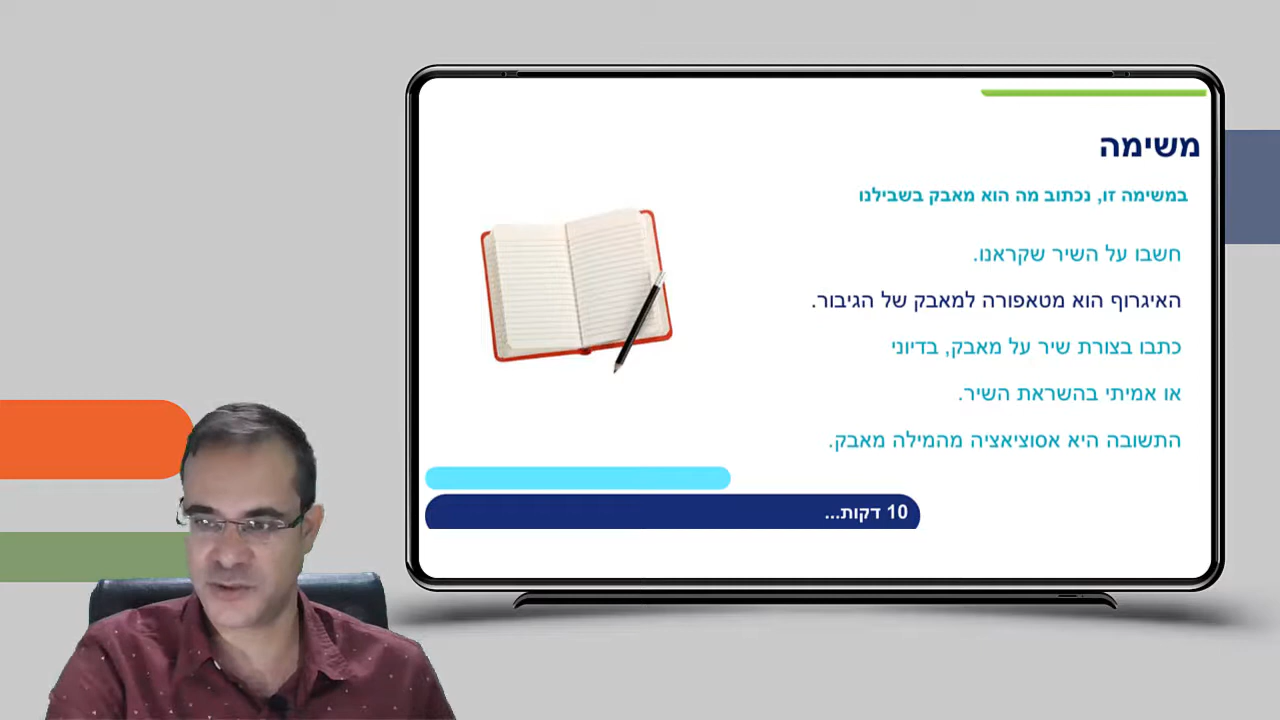 משימה
במשימה זו, נכתוב מה הוא מאבק בשבילנו
חשבו על השיר שקראנו.
האיגרוף הוא מטאפורה למאבק של הגיבור.
כתבו בצורת שיר על מאבק, בדיוני
או אמיתי בהשראת השיר.
התשובה היא אסוציאציה מהמילה מאבק.
10 דקות...